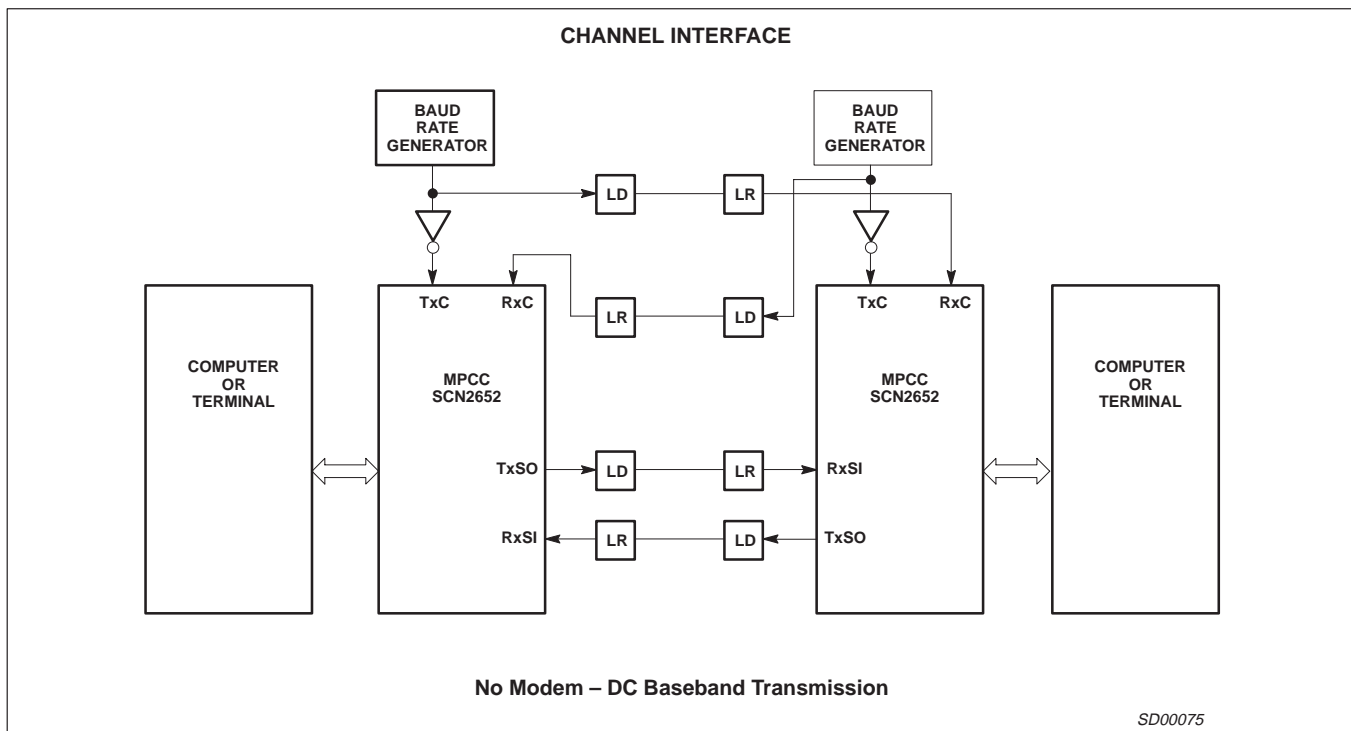 CHANNEL INTERFACE
BAUD
RATE
GENERATOR
BAUD
RATE
GENERATOR
LD
LR
TxC
RxC
LR
LD
TxC
RxC
COMPUTER
OR
TERMINAL
MPCC
SCN2652
MPCC
SCN2652
COMPUTER
OR
TERMINAL
TxSO
LD
LR
RxSI
RxSI
LR
LD
TxSO
No Modem – DC Baseband Transmission
SD00075